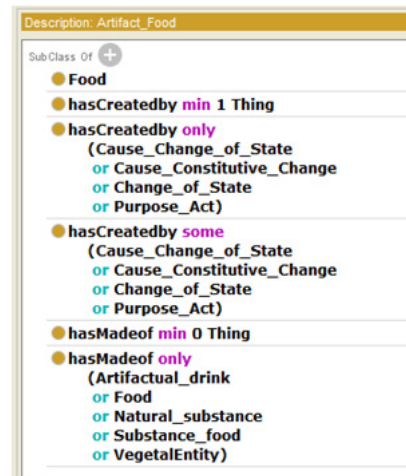 Description: Artifact_Food
SubClass Of
Food
hasCreatedby min 1 Thing
hasCreatedby only
(Cause_Change_of_State
or Cause_Constitutive_Change
or Change_of_State
or Purpose_Act)
hasCreatedby some
(Cause_Change_of_State
or Cause_Constitutive_Change
or Change_of_State
or Purpose_Act)
hasMadeof min 0 Thing
hasMadeof only
(Artifactual_drink
or Food
or Natural_substance
or Substance_food
or VegetalEntity)